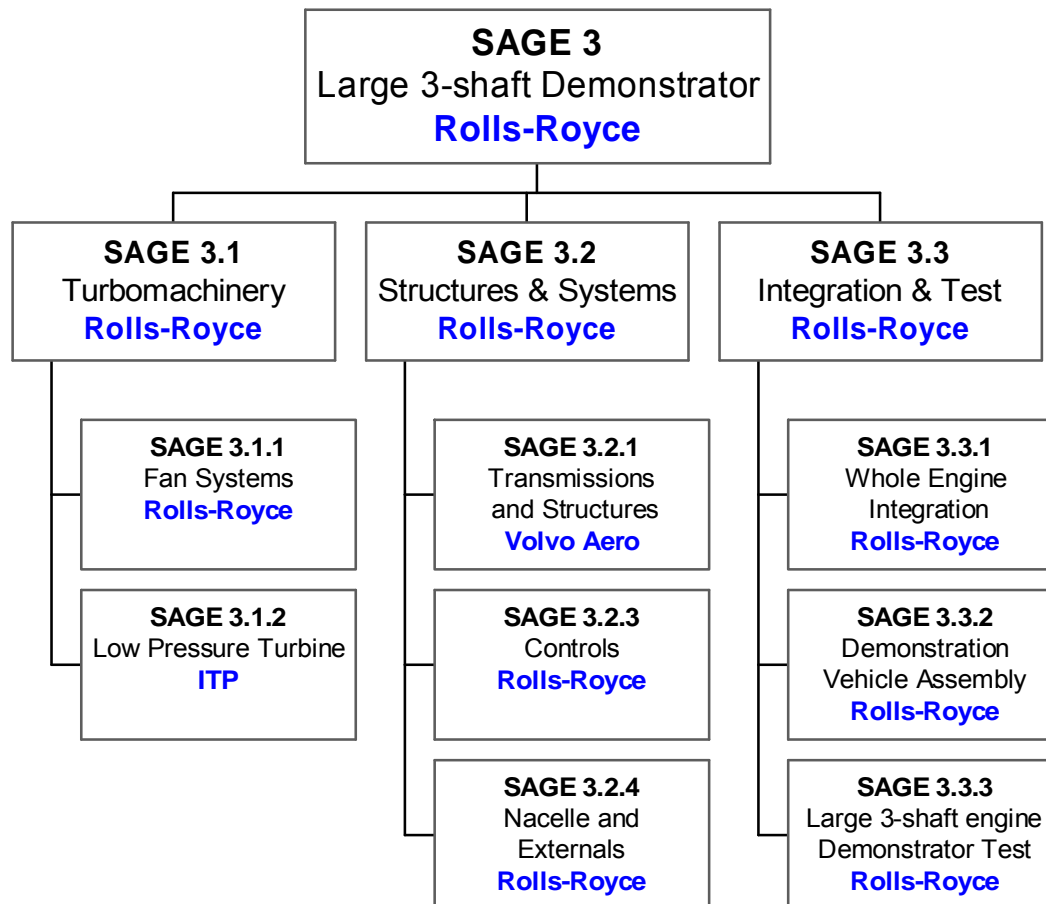 SAGE 3
Large 3-shaft Demonstrator
Rolls-Royce
SAGE 3.1
Turbomachinery
Rolls-Royce
SAGE 3.2
Structures & Systems
Rolls-Royce
SAGE 3.3
Integration & Test
Rolls-Royce
SAGE 3.1.1
Fan Systems
Rolls-Royce
SAGE 3.1.2
Low Pressure Turbine
ITP
SAGE 3.2.1
Transmissions
and Structures
Volvo Aero
SAGE 3.2.3
Controls
Rolls-Royce
SAGE 3.2.4
Nacelle and
Externals
Rolls-Royce
SAGE 3.3.1
Whole Engine
Integration
Rolls-Royce
SAGE 3.3.2
Demonstration
Vehicle Assembly
Rolls-Royce
SAGE 3.3.3
Large 3-shaft engine
Demonstrator Test
Rolls-Royce